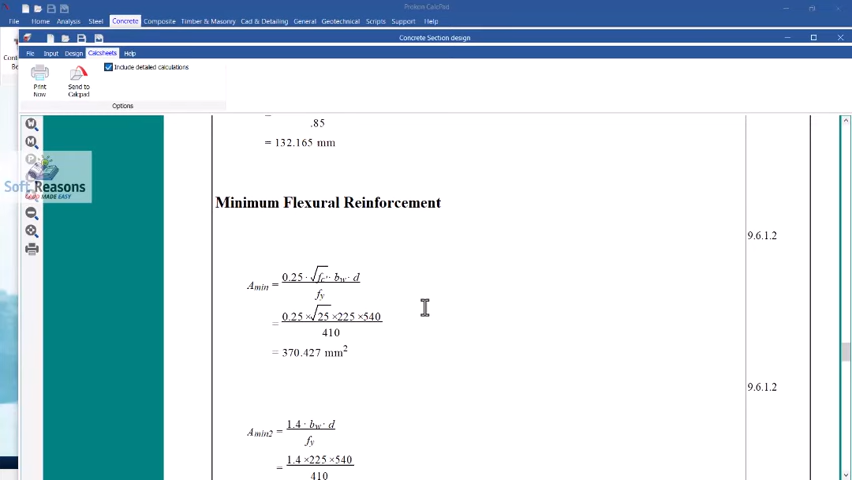 Prokon CalcPad
File Home Analysis Steel Concrete Composite Timber & Masonry Cad & Detailing General Geotechnical Scripts Support Help
Concrete Section design
File Input Design Calcsheets Help
Print Now
Send to Calcpad
Include detailed calculations
Options
.85
= 132.165 mm
Soft Reasons
MADE EASY
Minimum Flexural Reinforcement
9.6.1.2
Amin = 0.25 · √fc · bw · d
fy
= 0.25 ×√25 ×225 ×540
410
= 370.427 mm²
9.6.1.2
Amin2 = 1.4 · bw · d
fy
= 1.4 ×225 ×540
410